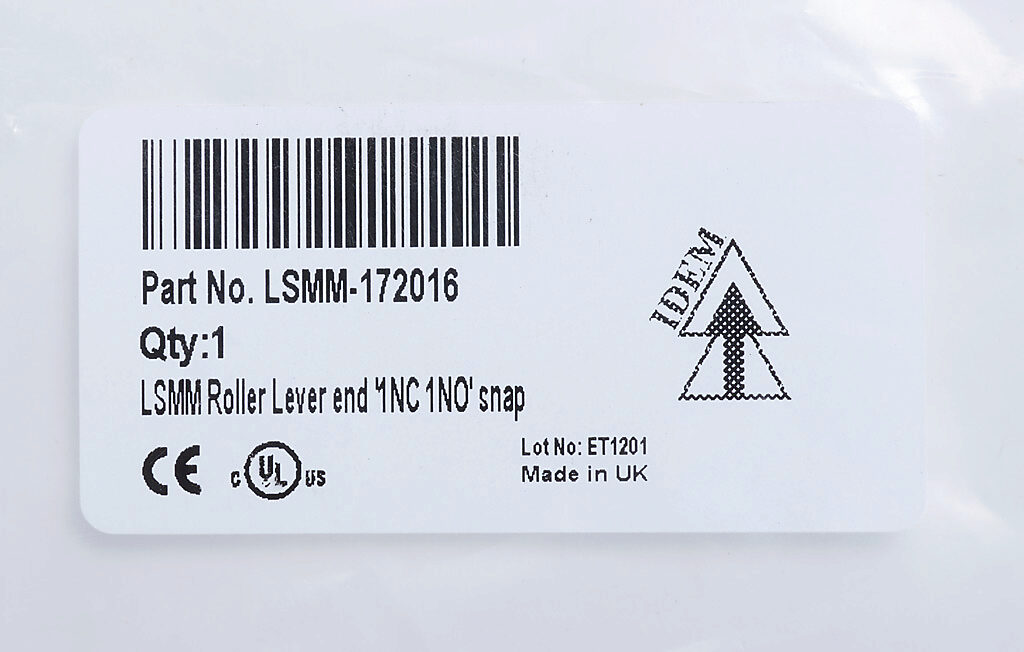 Part No. LSMM-172016
Qty:1
LSMM Roller Lever end '1NC 1NO' snap
CE
c UL us
Lot No: ET1201
Made in UK
IDEM